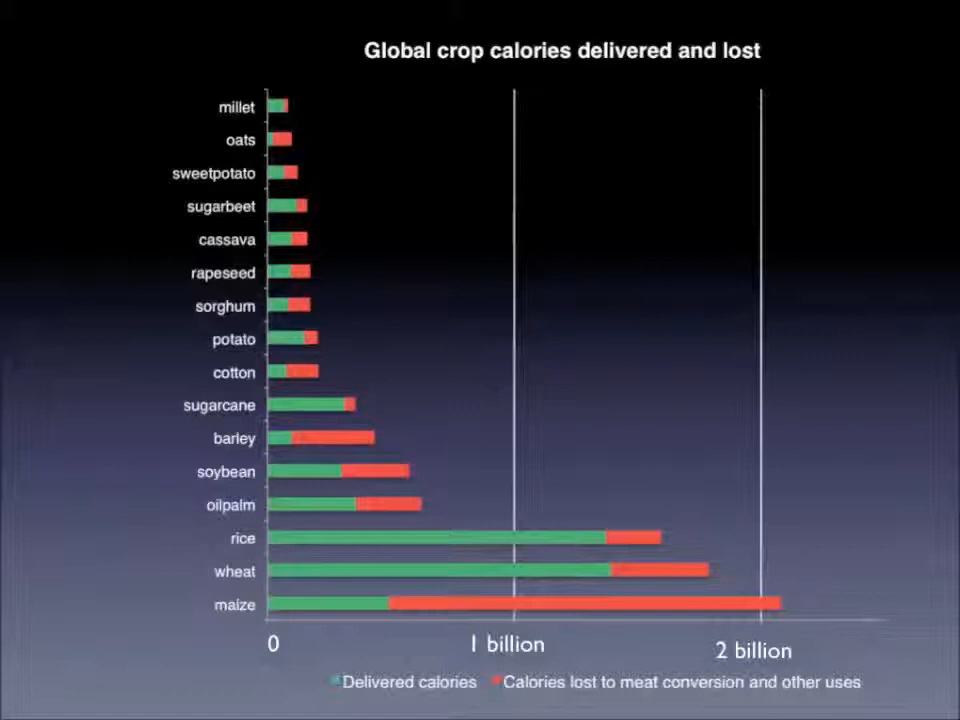 Global crop calories delivered and lost
millet
oats
sweetpotato
sugarbeet
cassava
rapeseed
sorghum
potato
cotton
sugarcane
barley
soybean
oilpalm
rice
wheat
maize
0 1 billion 2 billion
Delivered calories Calories lost to meat conversion and other uses